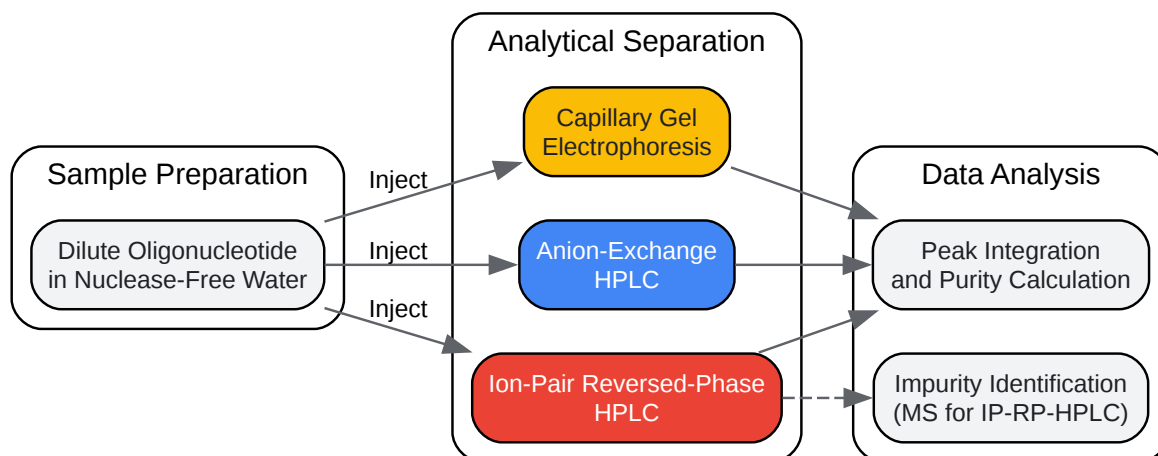 Sample Preparation
Dilute Oligonucleotide
in Nuclease-Free Water
Inject
Inject
Inject
Analytical Separation
Capillary Gel
Electrophoresis
Anion-Exchange
HPLC
Ion-Pair Reversed-Phase
HPLC
Data Analysis
Peak Integration
and Purity Calculation
Impurity Identification
(MS for IP-RP-HPLC)